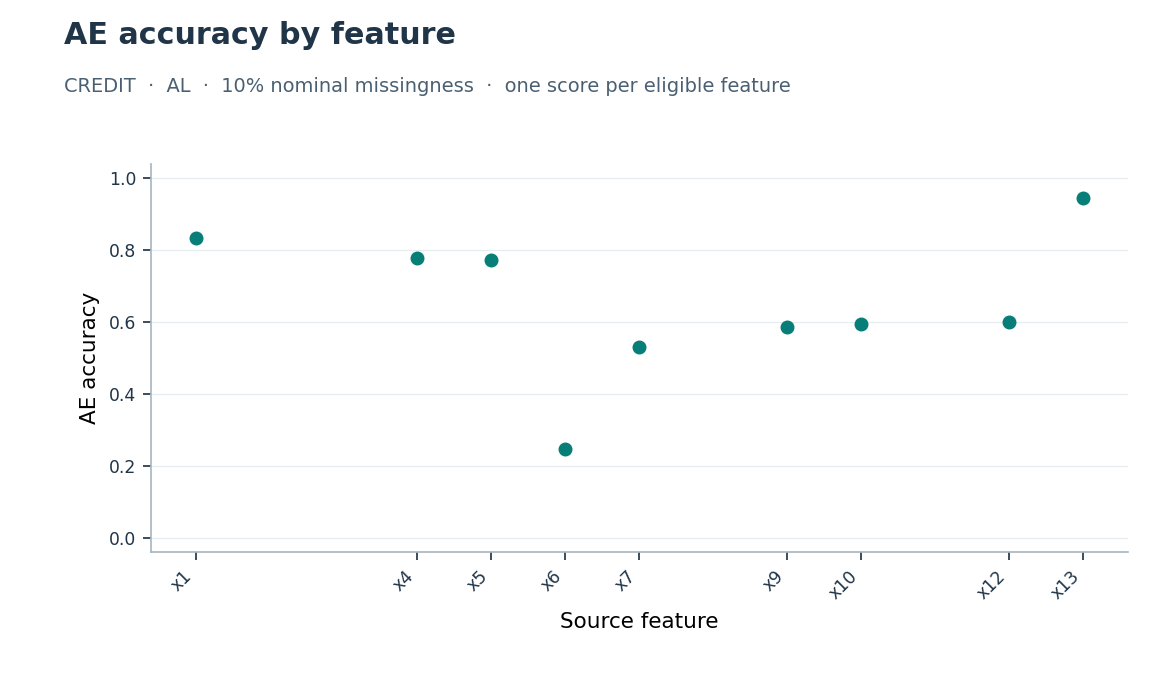 AE accuracy by feature
CREDIT · AL · 10% nominal missingness · one score per eligible feature
AE accuracy
1.0
0.8
0.6
0.4
0.2
0.0
x1 x4 x5 x6 x7 x9 x10 x12 x13
Source feature